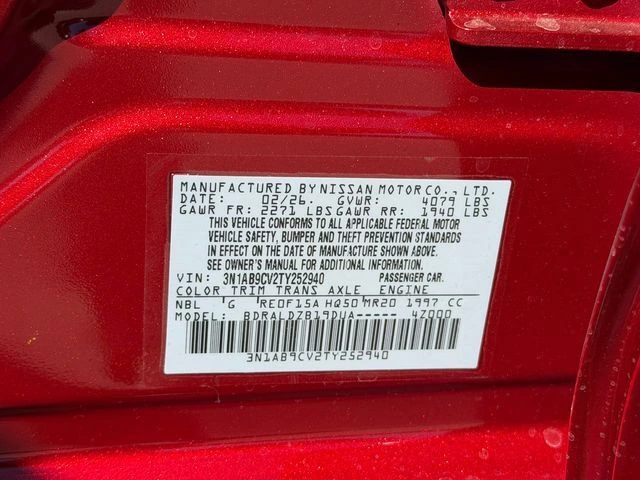 MANUFACTURED BY NISSAN MOTOR CO., LTD.
DATE: 02/26. GVWR: 4079 LBS
GAWR FR: 2271 LBS GAWR RR: 1940 LBS
THIS VEHICLE CONFORMS TO ALL APPLICABLE FEDERAL MOTOR
VEHICLE SAFETY, BUMPER AND THEFT PREVENTION STANDARDS
IN EFFECT ON THE DATE OF MANUFACTURE SHOWN ABOVE.
SEE OWNER'S MANUAL FOR ADDITIONAL INFORMATION
VIN: 3N1AB9CV2TY252940 PASSENGER CAR.
COLOR TRIM TRANS AXLE ENGINE
NBL G RE0F15A HQ50 MR20 1997 CC
MODEL: BDRALDZB19DUA----- 4Z000
3N1AB9CV2TY252940